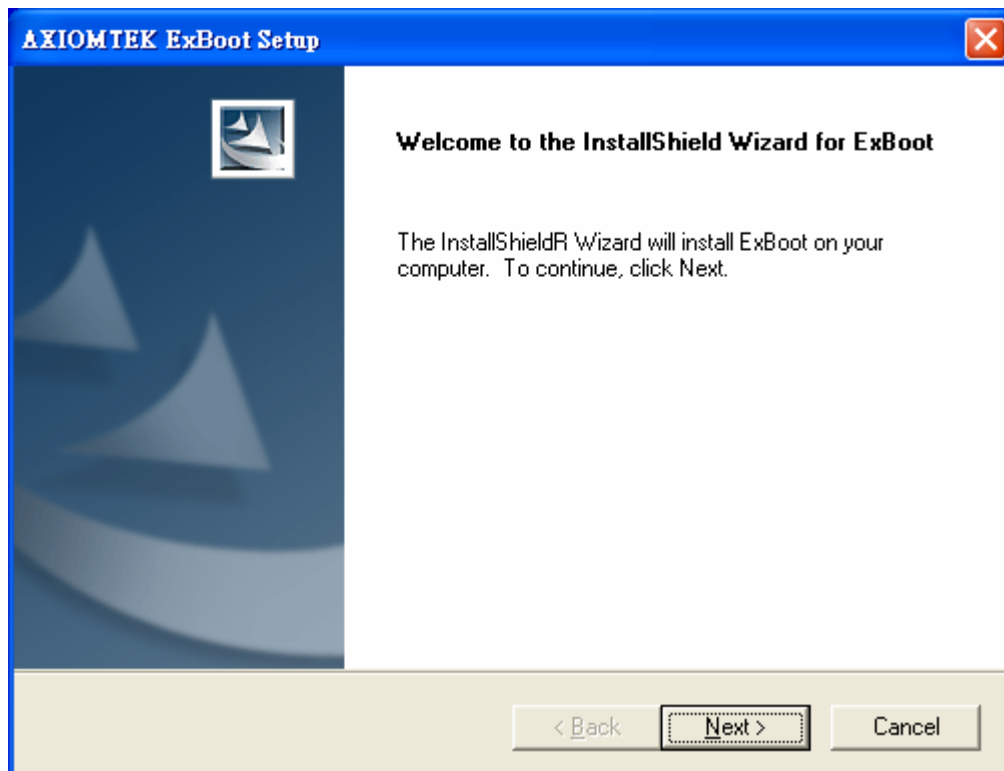 AXIOMTEK ExBoot Setup
Welcome to the InstallShield Wizard for ExBoot
The InstallShieldR Wizard will install ExBoot on your
computer. To continue, click Next.
< Back
Next >
Cancel